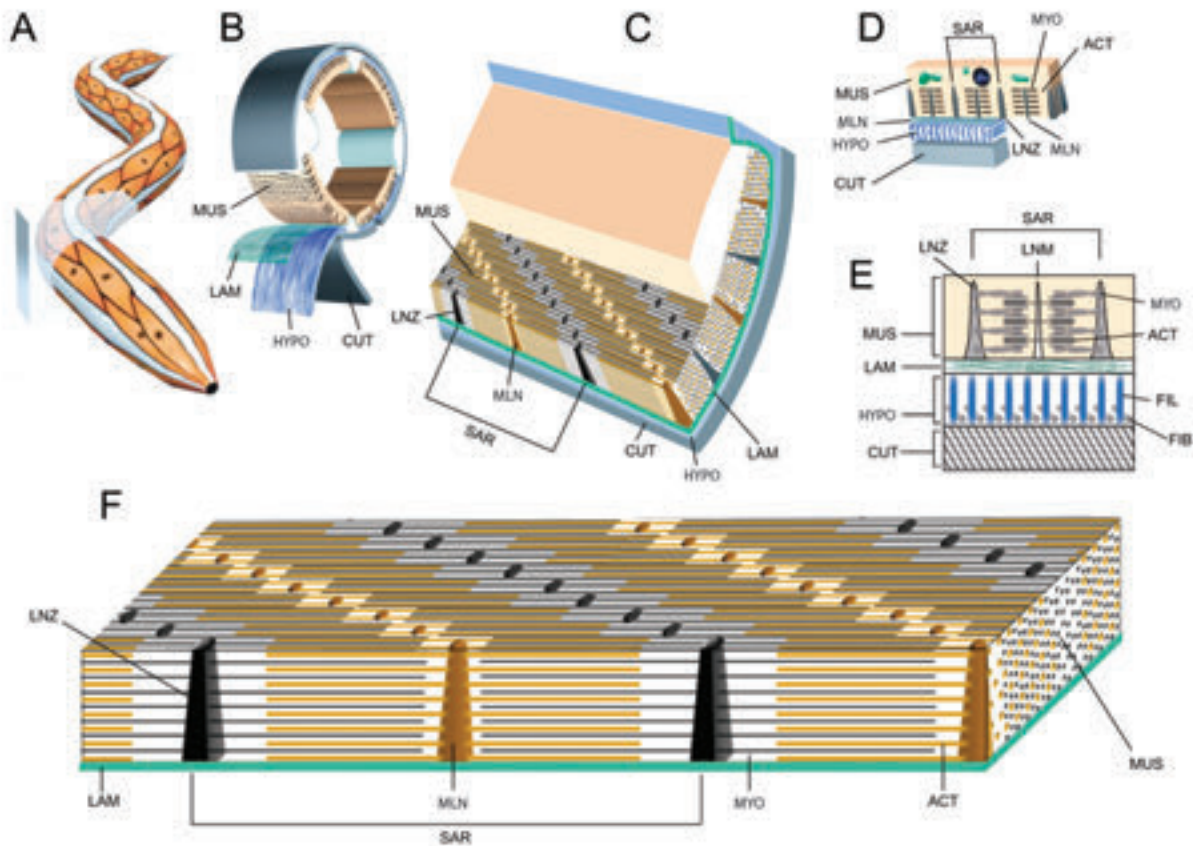 A
B
MUS
LAM
HYPO
CUT
C
MUS
LNZ
MLN
SAR
CUT
HYPO
LAM
D
SAR
MYO
ACT
MUS
MLN
HYPO
LNZ
MLN
CUT
E
SAR
LNZ
LNM
MYO
MUS
ACT
LAM
HYPO
FIL
FIB
CUT
F
LNZ
MUS
LAM
MLN
MYO
ACT
SAR